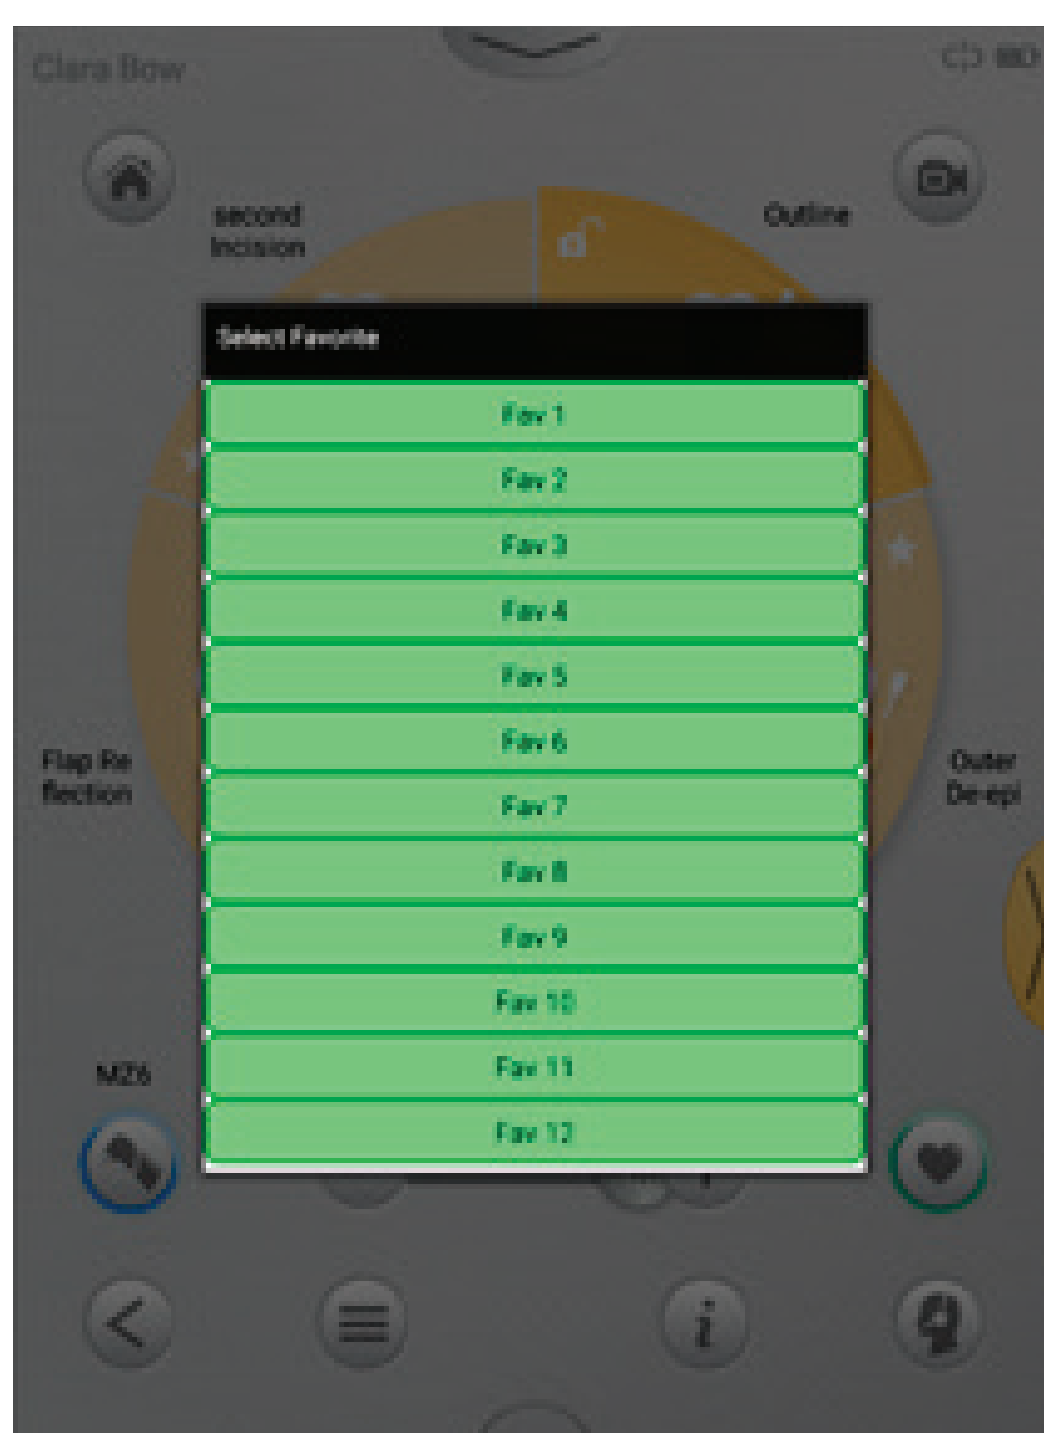 Clara Bow
second
Incision
Outline
Select Favorite
Fav 1
Fav 2
Fav 3
Fav 4
Fav 5
Fav 6
Fav 7
Fav 8
Fav 9
Fav 10
Fav 11
Fav 12
Flap Re
flection
Outer
De-epi
MZ6
i